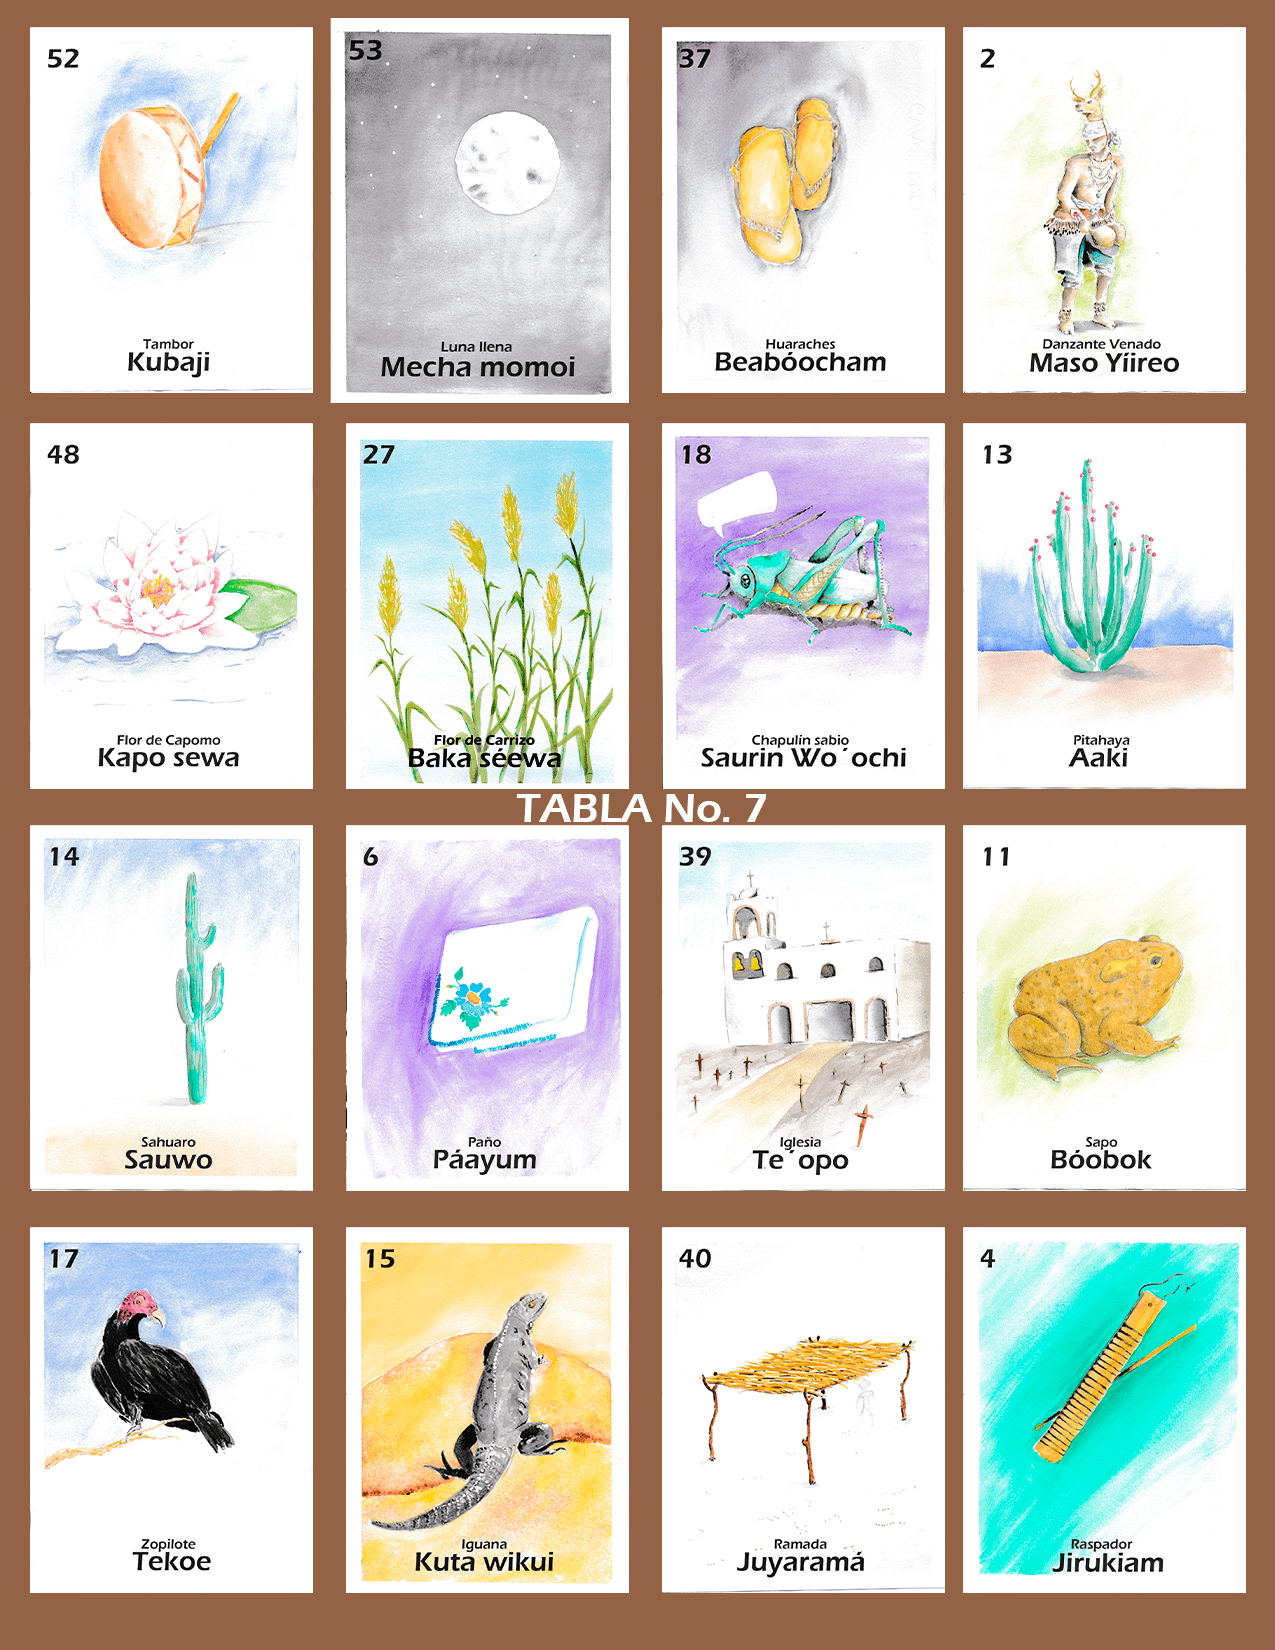 52
Tambor
Kubaji
53
Luna llena
Mecha momoi
37
Huaraches
Beabóocham
2
Danzante Venado
Maso Yíireo
48
Flor de Capomo
Kapo sewa
27
Flor de Carrizo
Baka séewa
18
Chapulín sabio
Saurin Wo´ochi
13
Pitahaya
Aaki
TABLA No. 7
14
Sahuaro
Sauwo
6
Paño
Páayum
39
Iglesia
Te´opo
11
Sapo
Bóobok
17
Zopilote
Tekoe
15
Iguana
Kuta wikui
40
Ramada
Juyaramá
4
Raspador
Jirukiam